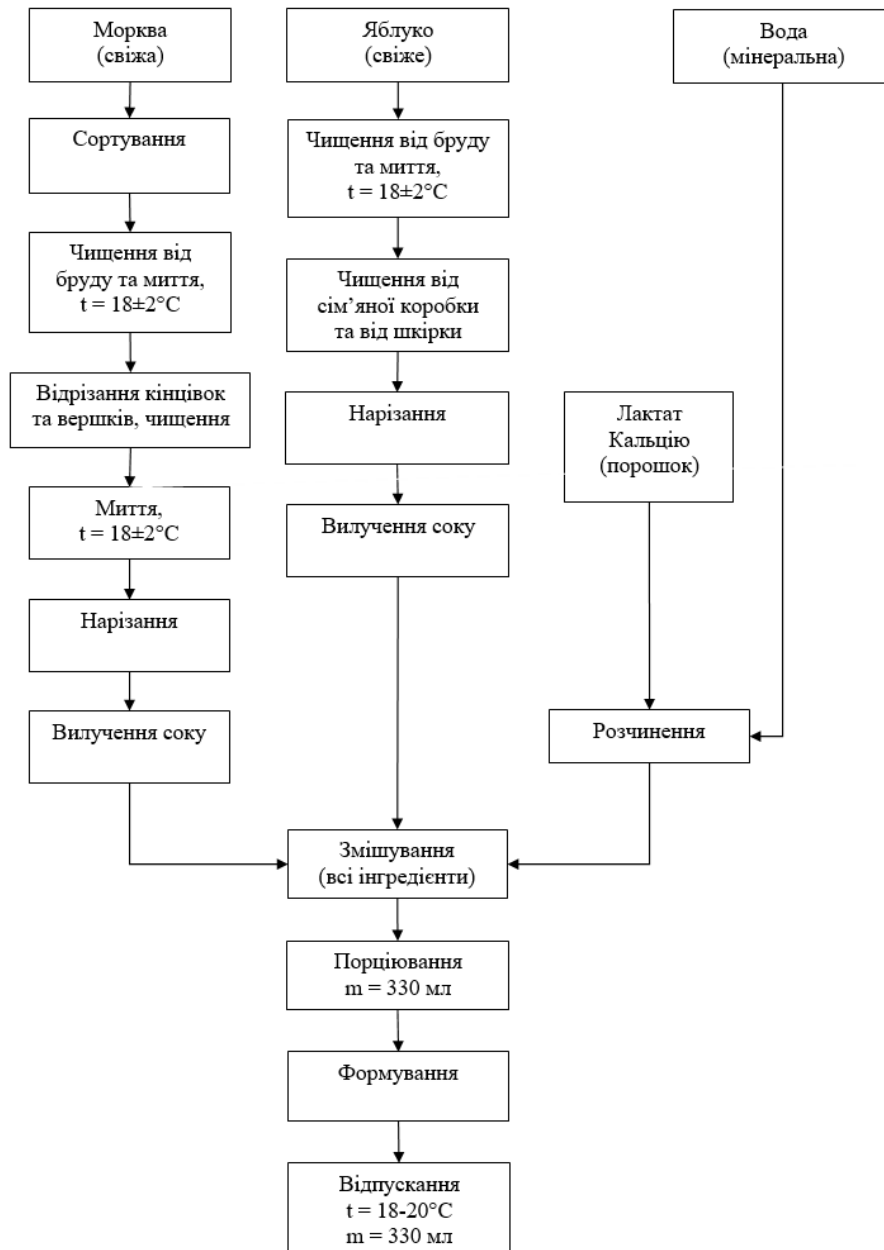 Морква
(свіжа)
Яблуко
(свіже)
Вода
(мінеральна)
Сортування
Чищення від бруду
та миття,
t = 18±2°C
Чищення від
бруду та миття,
t = 18±2°C
Чищення від
сім’яної коробки
та від шкірки
Відрізання кінцівок
та вершків, чищення
Нарізання
Лактат
Кальцію
(порошок)
Миття,
t = 18±2°C
Вилучення соку
Нарізання
Вилучення соку
Розчинення
Змішування
(всі інгредієнти)
Порціювання
m = 330 мл
Формування
Відпускання
t = 18-20°C
m = 330 мл